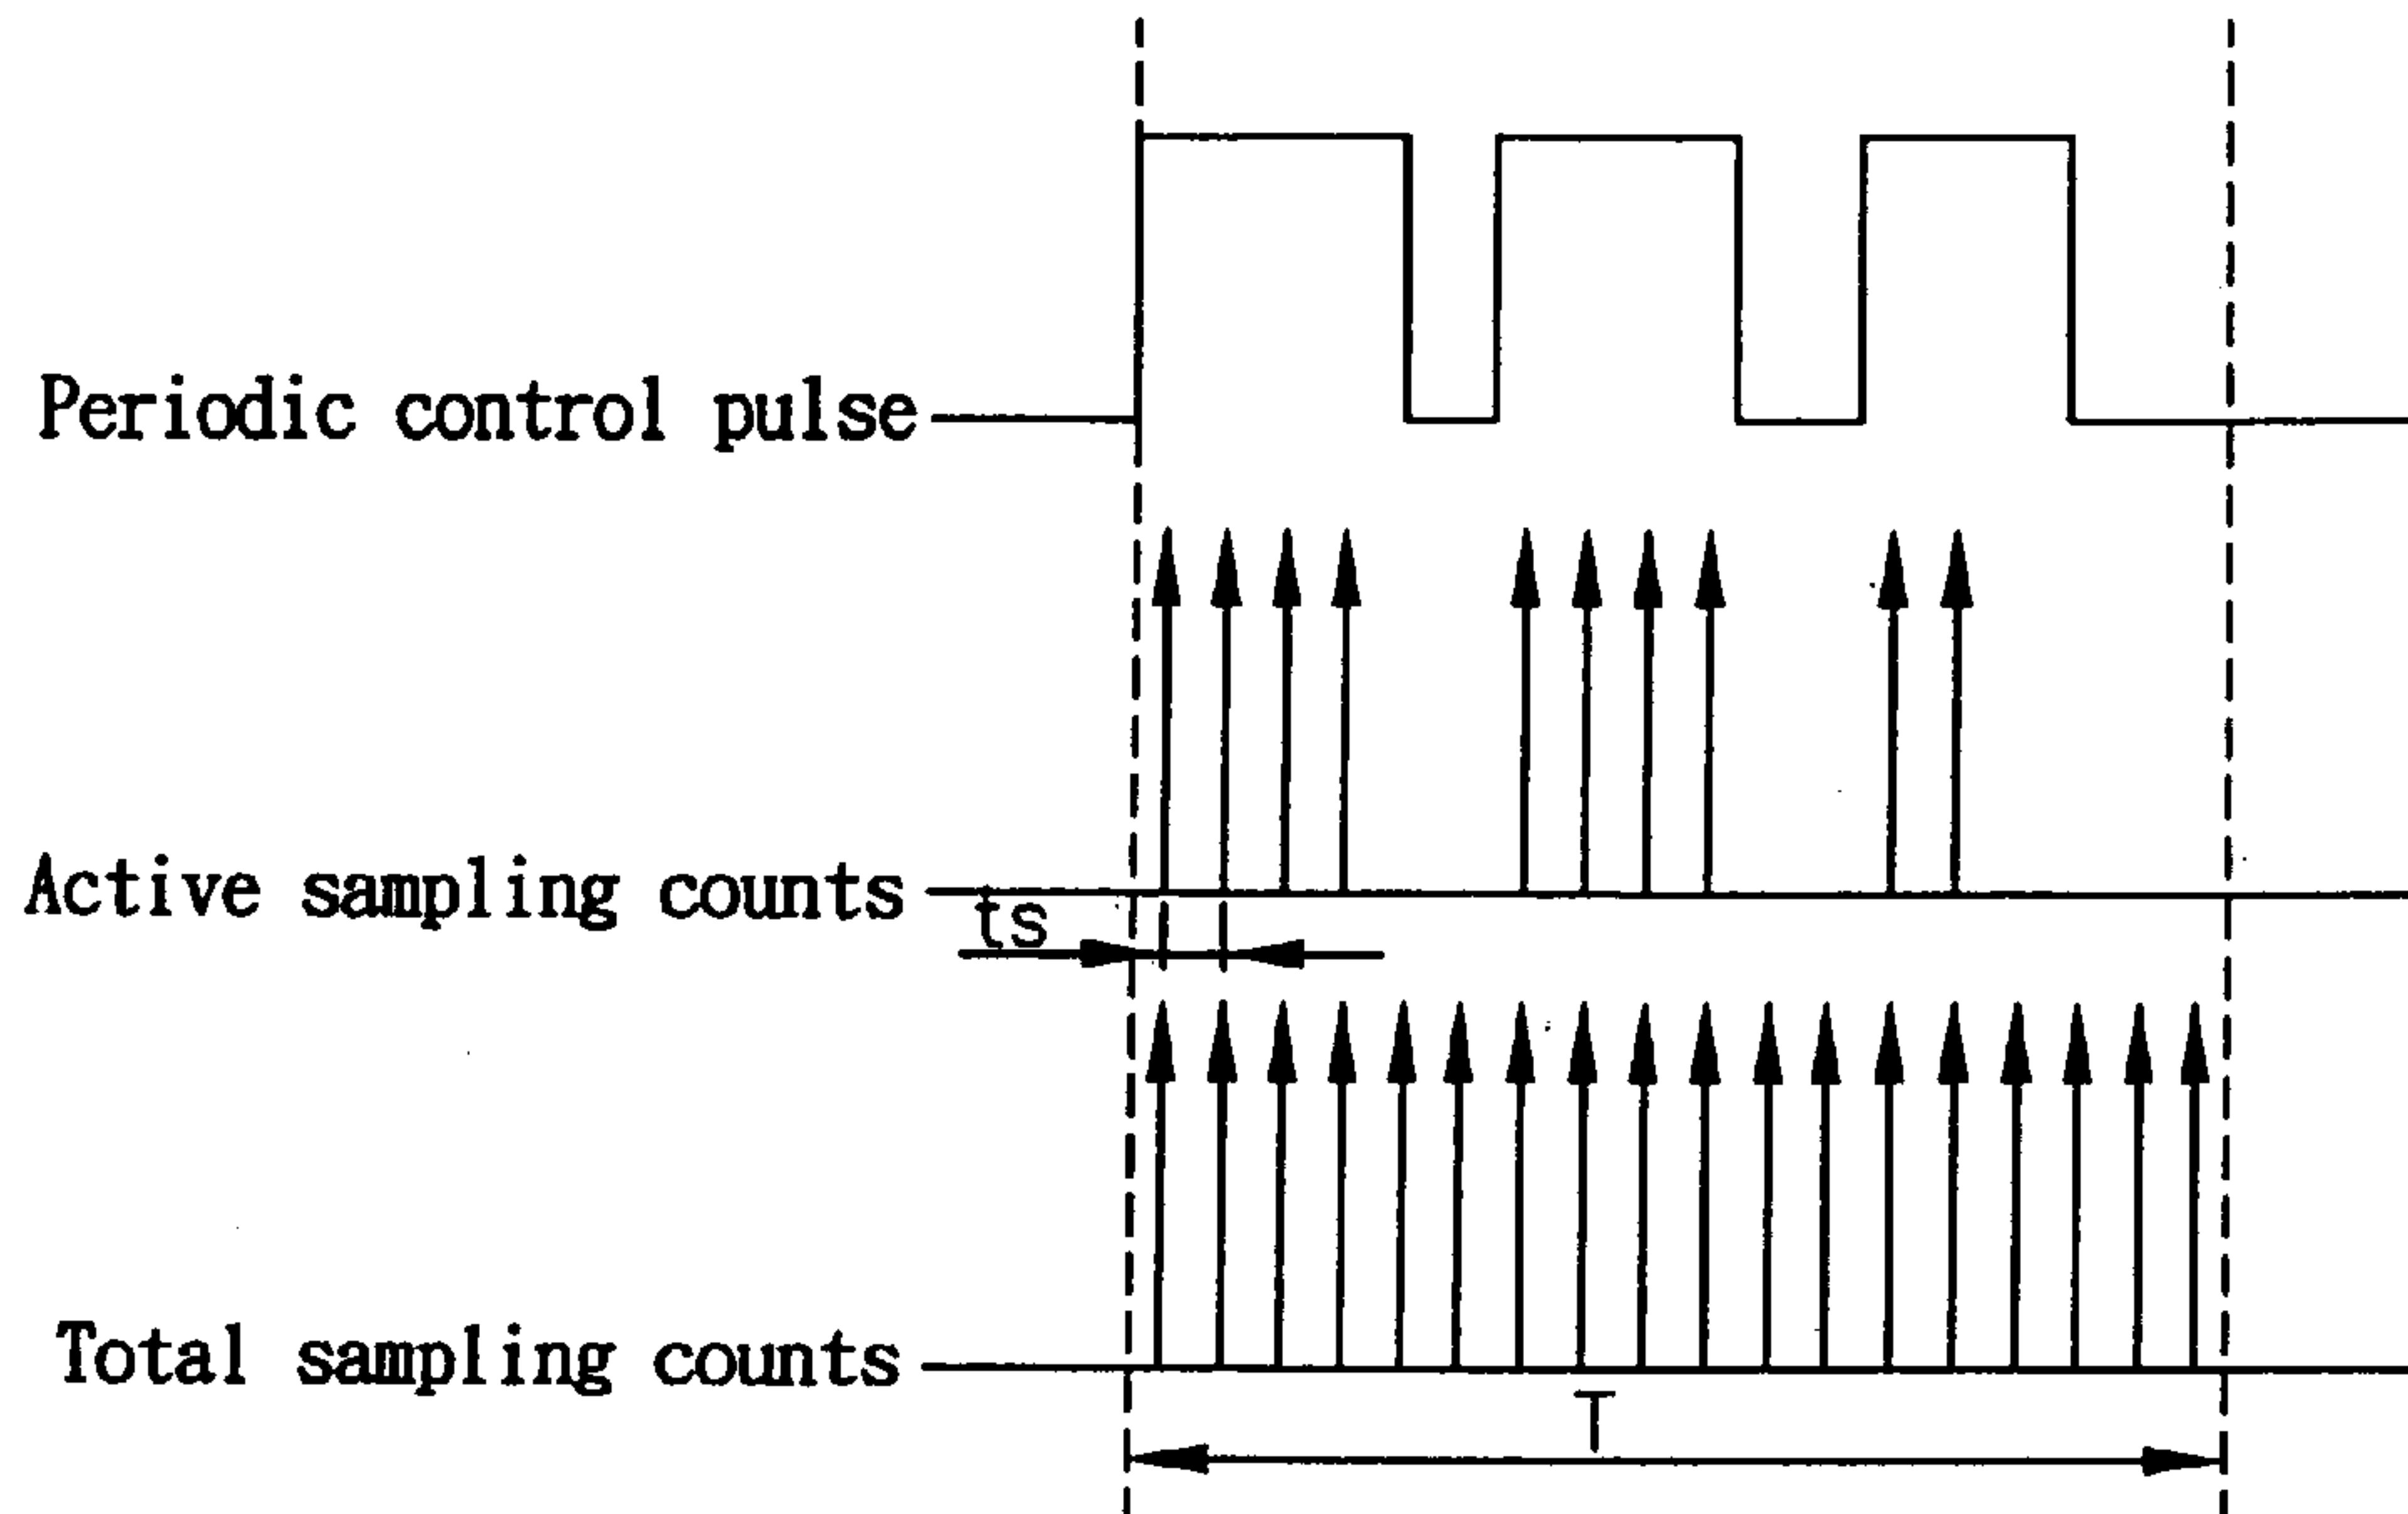 Periodic control pulse
Active sampling counts
ts
Total sampling counts
T